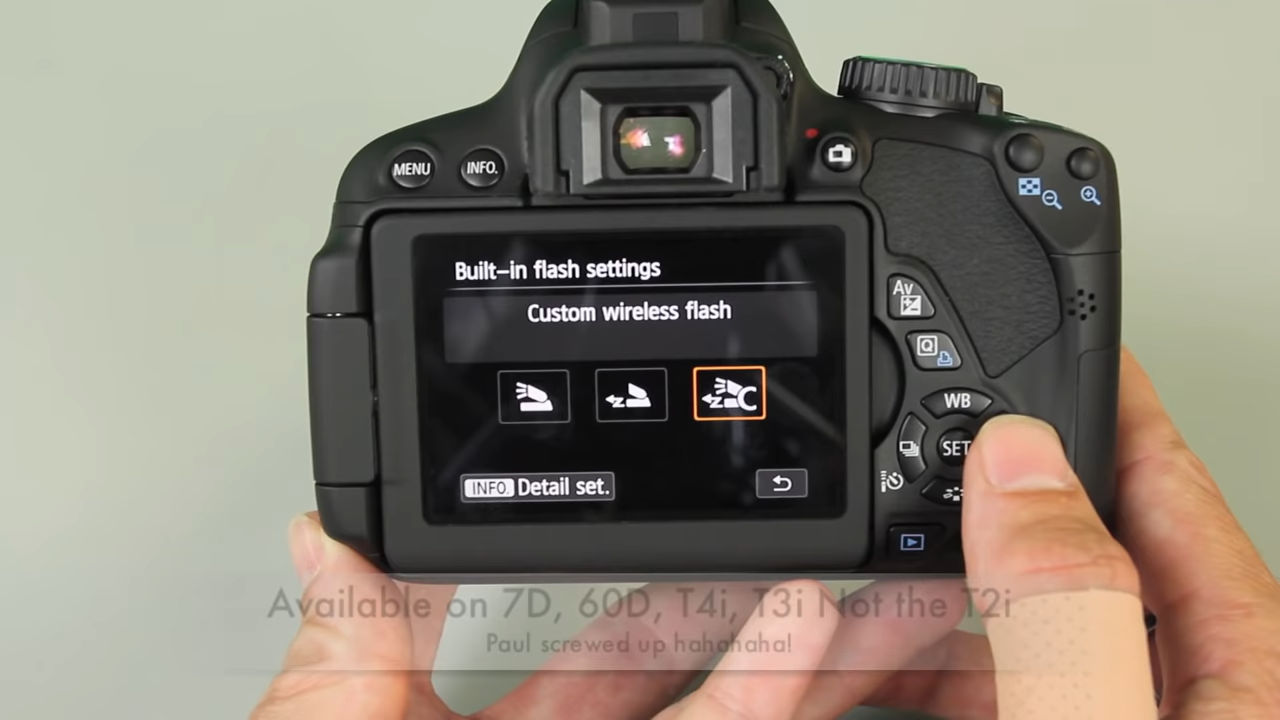 MENU
INFO.
Built-in flash settings
Custom wireless flash
C
INFO. Detail set.
Av
Q
WB
SET
Available on 7D, 60D, T4i, T3i Not the T2i
Paul screwed up hahahaha!